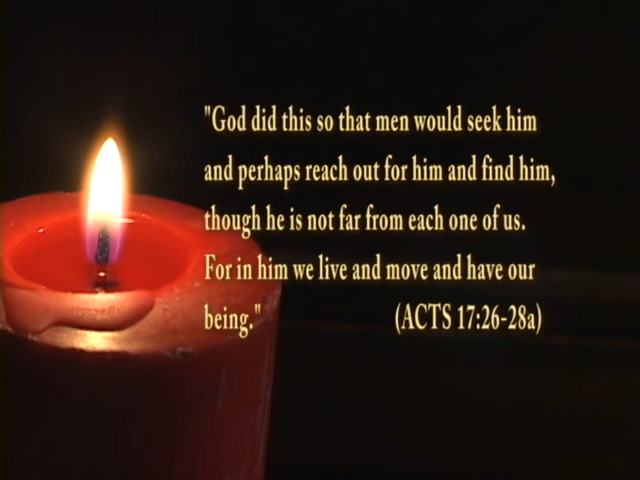 "God did this so that men would seek him
and perhaps reach out for him and find him,
though he is not far from each one of us.
For in him we live and move and have our
being." (ACTS 17:26-28a)